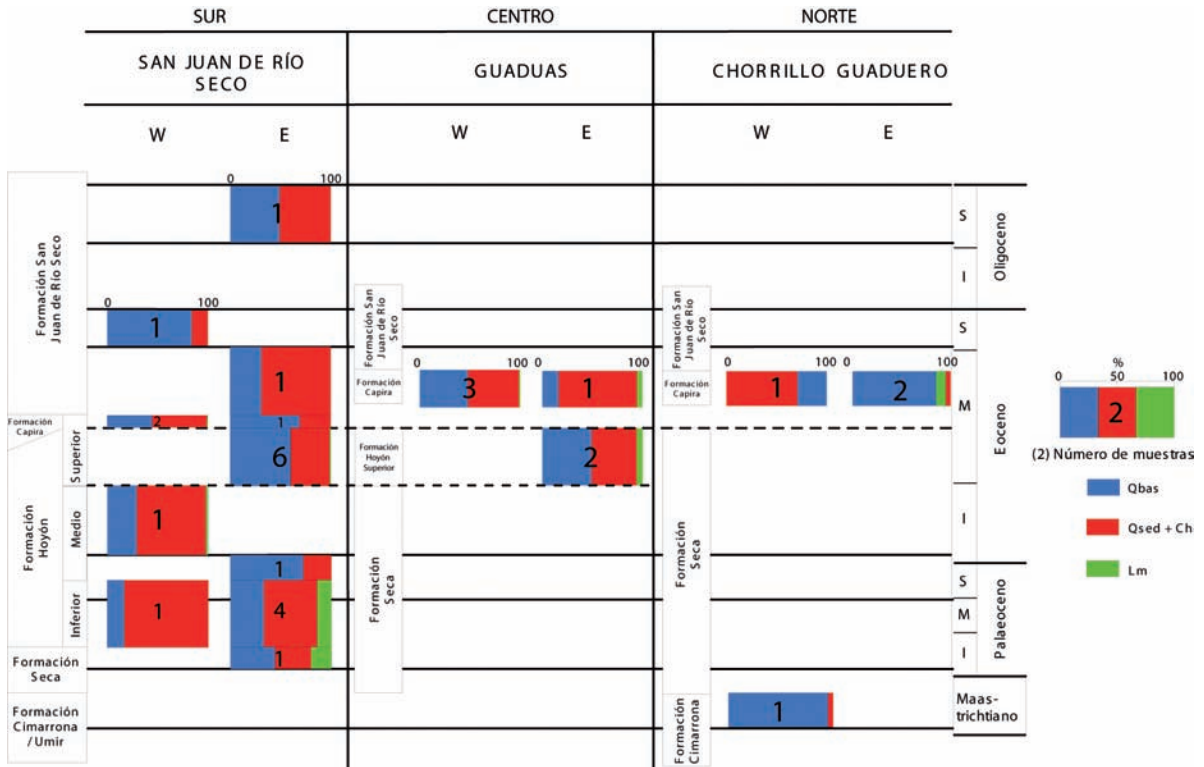 SUR
CENTRO
NORTE
SAN JUAN DE RÍO
SECO
GUADUAS
CHORRILLO GUADUERO
W
E
W
E
W
E
0
100
1
S
I
Oligoceno
Formación San
Juan de Río Seco
0
100
1
S
1
Formación San
Juan de Río
Seco
Formación
Capira
0
100
3
0
100
1
Formación San
Juan de Río
Seco
Formación
Capira
0
100
1
0
100
2
M
Eoceno
Formación
Capira
2
1
Superior
6
Formación
Hoyón
Superior
2
Formación
Hoyón
Medio
1
I
1
Formación
Seca
Formación
Seca
S
Inferior
1
4
M
Palaeoceno
Formación
Seca
1
I
Formación
Cimarrona
/Umir
Formación
Cimarrona
1
Maas-
trichtiano
%
0
50
100
2
(2) Número de muestras
Qbas
Qsed + Ch
Lm